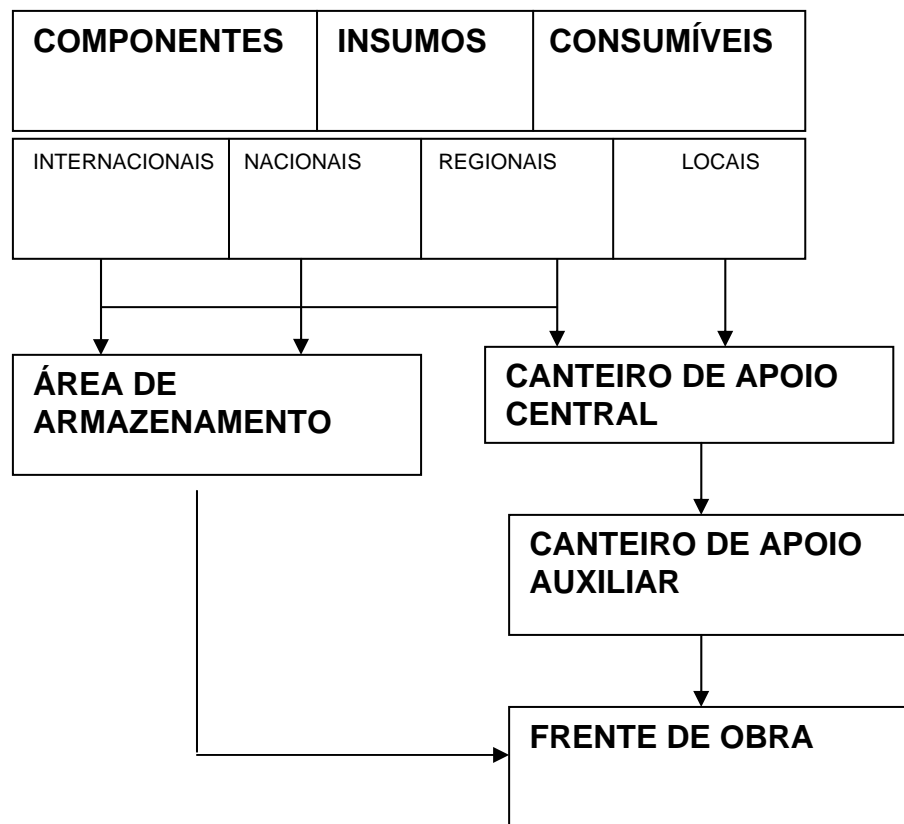 COMPONENTES INSUMOS CONSUMÍVEIS
INTERNACIONAIS NACIONAIS REGIONAIS LOCAIS
ÁREA DE
ARMAZENAMENTO
CANTEIRO DE APOIO
CENTRAL
CANTEIRO DE APOIO
AUXILIAR
FRENTE DE OBRA